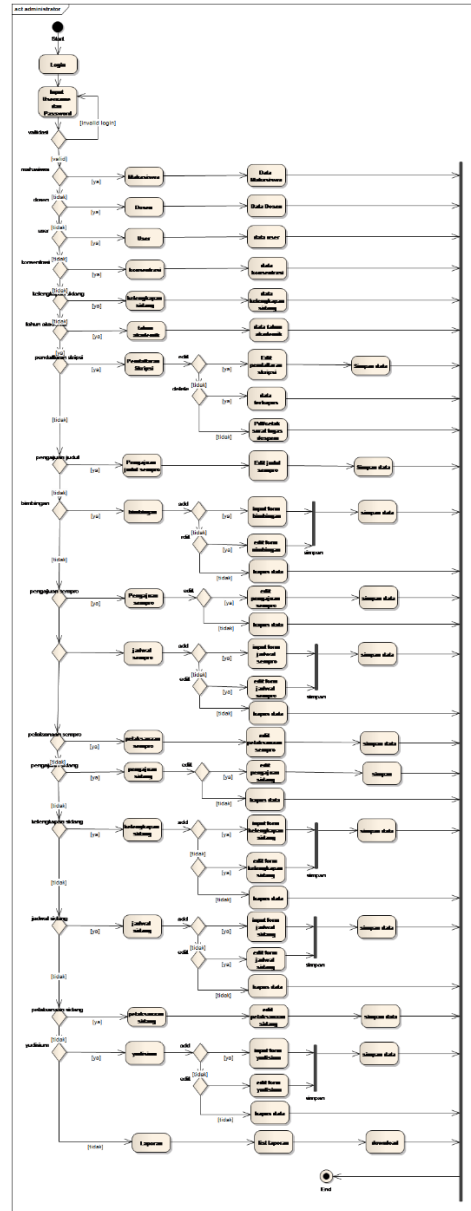 act administrator
Start
Login
Input
Username
dan
Password
[invalid login]
validasi
[valid]
mahasiswa
[ya]
Mahasiswa
Data
Mahasiswa
[tidak]
dosen
[ya]
Dosen
Data Dosen
[tidak]
user
[ya]
User
data user
[tidak]
konsentrasi
[ya]
konsentrasi
data
konsentrasi
[tidak]
kelengkapan sidang
[ya]
kelengkapan
sidang
data
kelengkapan
sidang
[tidak]
[ya]
tahun
akademik
data tahun
akademik
[ya]
pendaftaran skripsi
[ya]
Pendaftaran
Skripsi
edit
[ya]
Edit
pendaftaran
skripsi
Simpan data
[tidak]
delete
[ya]
data
terhapus
[tidak]
surat tugas
[tidak]
pengajuan judul
[ya]
Pengajuan
judul sempro
Edit judul
sempro
Simpan data
[tidak]
bimbingan
[ya]
bimbingan
add
[ya]
input form
bimbingan
simpan data
[tidak]
edit
[ya]
edit form
bimbingan
simpan
[tidak]
hapus data
[tidak]
pengajuan sempro
[ya]
Pengajuan
sempro
edit
[ya]
edit
pengajuan
sempro
simpan data
[tidak]
hapus data
jadwal
sempro
add
[ya]
input form
jadwal
sempro
simpan data
[tidak]
edit
[ya]
edit form
jadwal
sempro
simpan
[tidak]
hapus data
pelaksanaan sempro
[ya]
pelaksanaan
sempro
edit
pelaksanaan
sempro
simpan data
[tidak]
pengajuan sidang
[ya]
pengajuan
sidang
edit
[ya]
edit
pengajuan
sidang
simpan
[tidak]
hapus data
[tidak]
kelengkapan sidang
[ya]
kelengkapan
sidang
add
[ya]
input form
kelengkapan
sidang
simpan data
[tidak]
[ya]
edit form
kelengkapan
sidang
simpan
[tidak]
hapus data
[tidak]
jadwal sidang
[ya]
jadwal
sidang
add
[ya]
input form
jadwal
sidang
simpan data
[tidak]
edit
[ya]
edit form
jadwal
sidang
simpan
[tidak]
hapus data
[tidak]
pelaksanaan sidang
[ya]
pelaksanaan
sidang
edit
pelaksanaan
sidang
simpan data
[tidak]
yudisium
[ya]
yudisium
add
[ya]
input form
yudisium
simpan data
[tidak]
edit
[ya]
edit form
yudisium
simpan
[tidak]
hapus data
[tidak]
Laporan
list laporan
download
End